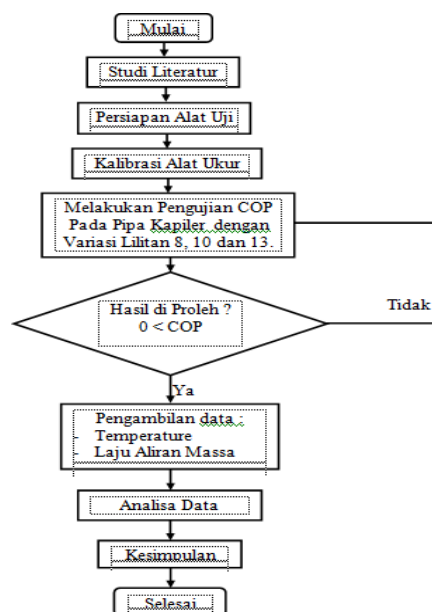 Mulai
Studi Literatur
Persiapan Alat Uji
Kalibrasi Alat Ukur
Melakukan Pengujian COP
Pada Pipa Kapiler dengan
Variasi Lilitan 8, 10 dan 13.
Hasil di Proleh ?
0 < COP
Tidak
Ya
Pengambilan data :
- Temperature
- Laju Aliran Massa
Analisa Data
Kesimpulan
Selesai